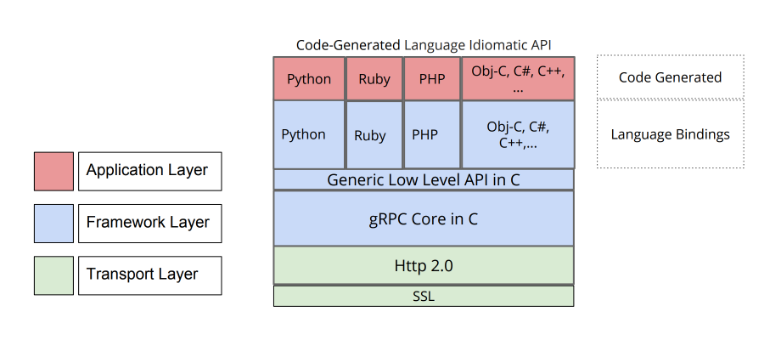 Code-Generated Language Idiomatic API
Python
Ruby
PHP
Obj-C, C#, C++,
...
Code Generated
Python
Ruby
PHP
Obj-C, C#,
C++,...
Language Bindings
Application Layer
Generic Low Level API in C
Framework Layer
gRPC Core in C
Transport Layer
Http 2.0
SSL